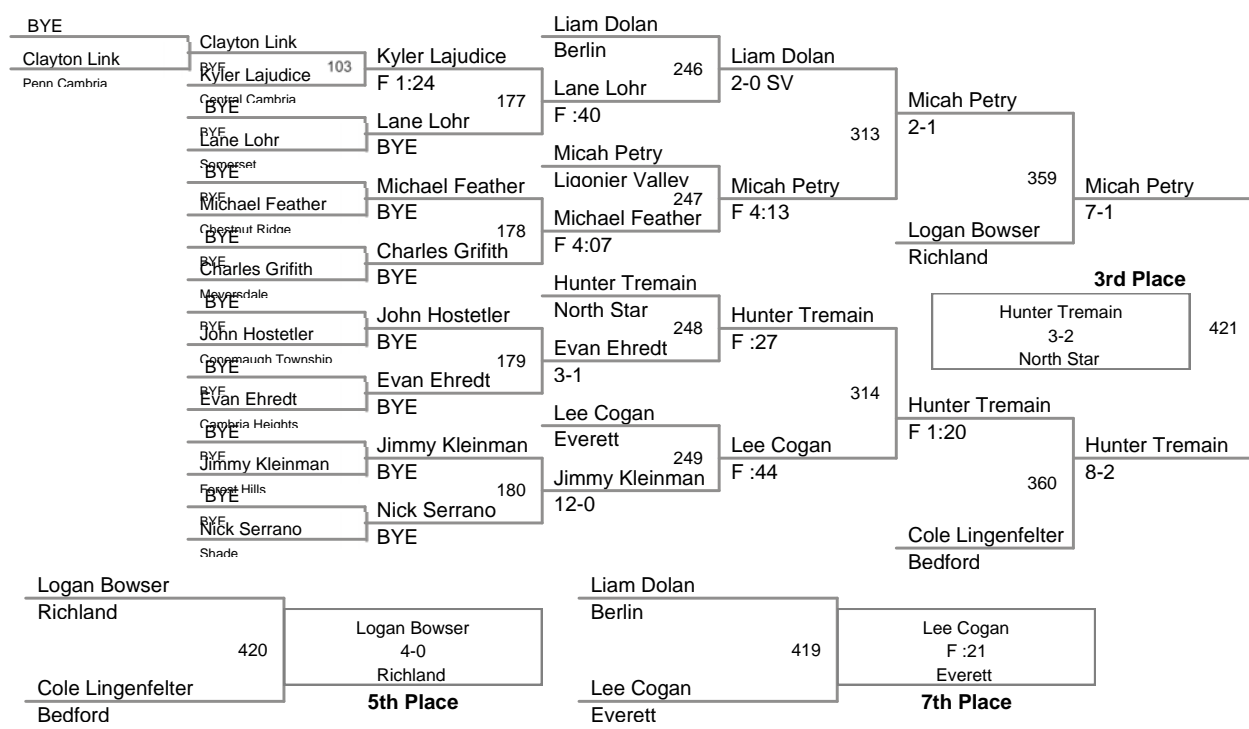 BYE
Clayton Link
Penn Cambria
Clayton Link
BYE
Kyler Lajudice
103
Central Cambria
BYE
BYE
Lane Lohr
Somerset
BYE
BYE
Michael Feather
Chestnut Ridge
BYE
BYE
Charles Grifith
Meyersdale
BYE
BYE
John Hostetler
Conemaugh Township
BYE
BYE
Evan Ehredt
Cambria Heights
BYE
BYE
Jimmy Kleinman
Forest Hills
BYE
BYE
Nick Serrano
Shade
Kyler Lajudice
F 1:24
177
Lane Lohr
BYE
Michael Feather
BYE
178
Charles Grifith
BYE
John Hostetler
BYE
179
Evan Ehredt
BYE
Jimmy Kleinman
BYE
180
Nick Serrano
BYE
Liam Dolan
Berlin
246
Lane Lohr
F :40
Micah Petry
Ligonier Valley
247
Michael Feather
F 4:07
Hunter Tremain
North Star
248
Evan Ehredt
3-1
Lee Cogan
Everett
249
Jimmy Kleinman
12-0
Liam Dolan
2-0 SV
313
Micah Petry
F 4:13
Hunter Tremain
F :27
314
Lee Cogan
F :44
Micah Petry
2-1
359
Logan Bowser
Richland
Hunter Tremain
F 1:20
360
Cole Lingenfelter
Bedford
Micah Petry
7-1
3rd Place
Hunter Tremain
3-2
North Star
421
Hunter Tremain
8-2
Logan Bowser
Richland
420
Cole Lingenfelter
Bedford
Logan Bowser
4-0
Richland
5th Place
Liam Dolan
Berlin
419
Lee Cogan
Everett
Lee Cogan
F :21
Everett
7th Place